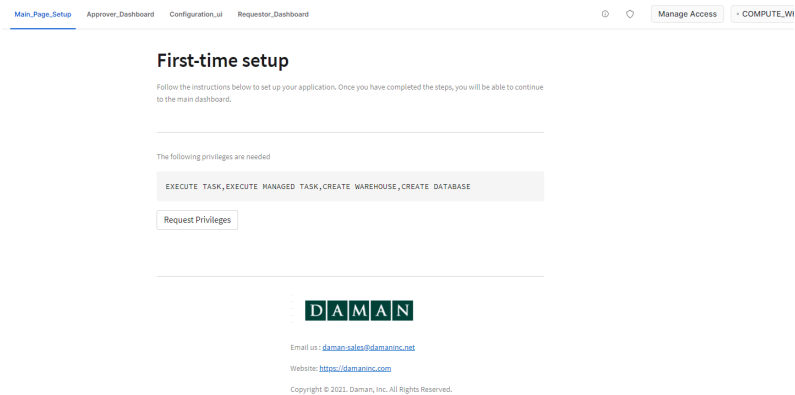 Main_Page_Setup Approver_Dashboard Configuration_ui Requestor_Dashboard Manage Access COMPUTE_W
First-time setup
Follow the instructions below to set up your application. Once you have completed the steps, you will be able to continue
to the main dashboard.
The following privileges are needed
EXECUTE TASK,EXECUTE MANAGED TASK,CREATE WAREHOUSE,CREATE DATABASE
Request Privileges
DAMAN
Email us : daman-sales@damaninc.net
Website: https://damaninc.com
Copyright © 2021. Daman, Inc. All Rights Reserved.